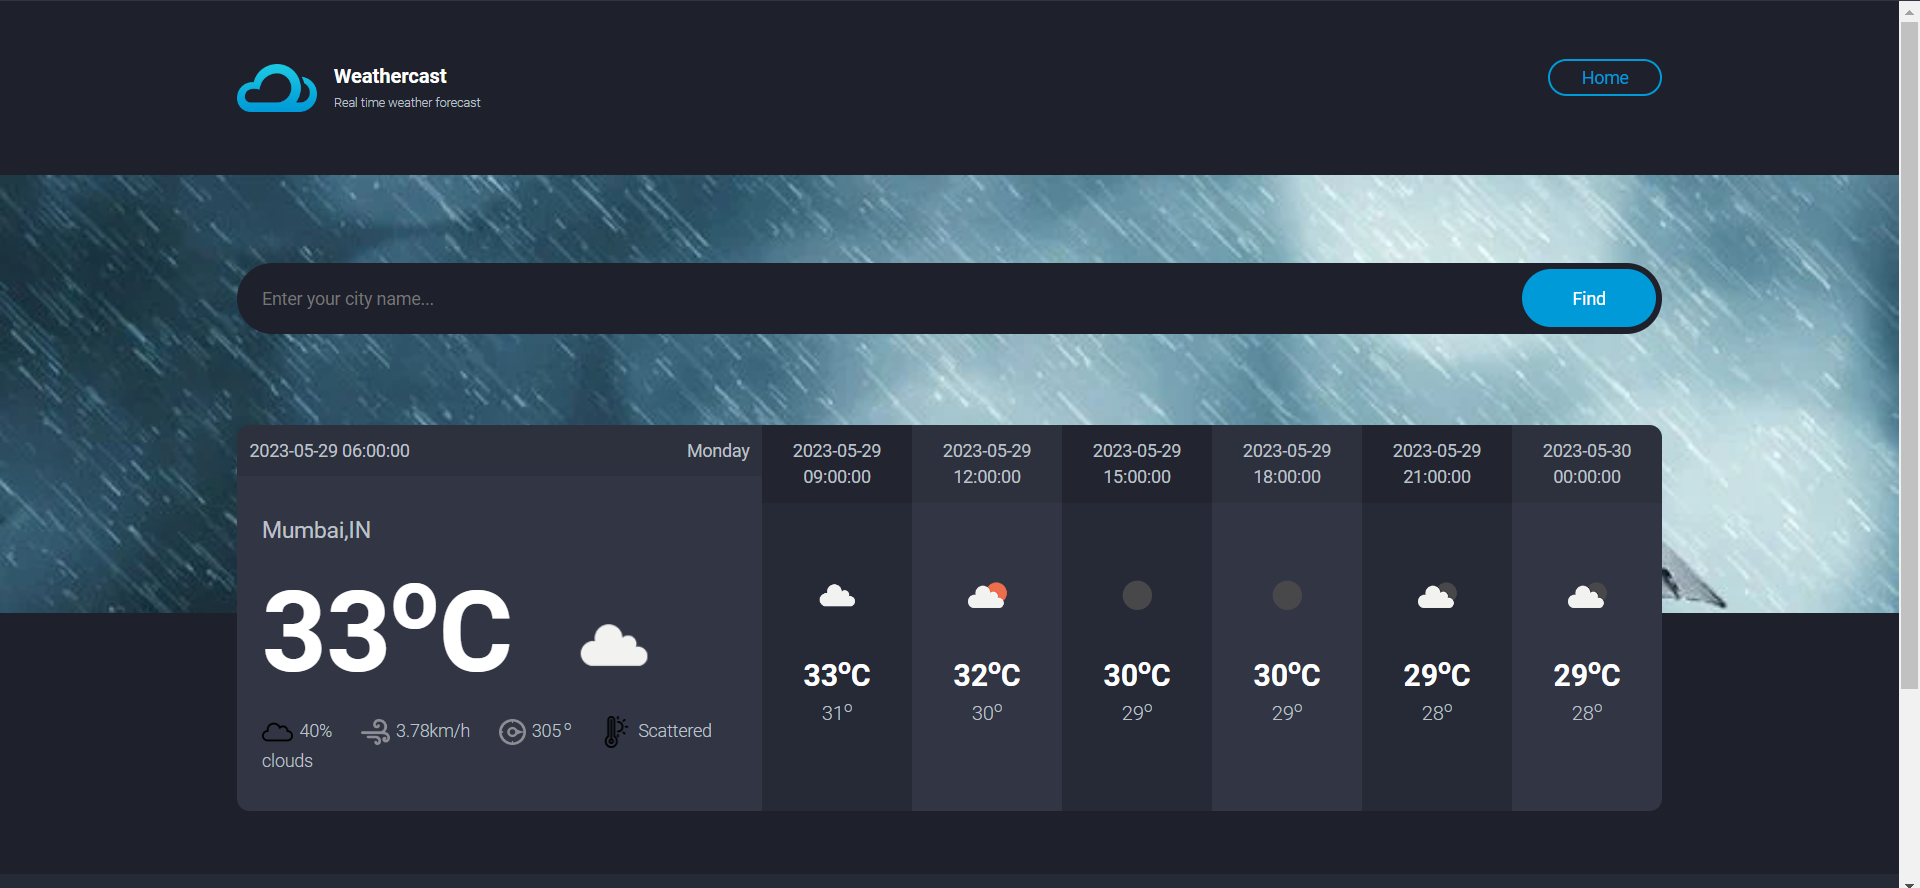 Weathercast
Real time weather forecast
Home
Enter your city name...
Find
2023-05-29 06:00:00 Monday
Mumbai,IN
33°C
40% 3.78km/h 305° Scattered
clouds
2023-05-29
09:00:00
33°C
31°
2023-05-29
12:00:00
32°C
30°
2023-05-29
15:00:00
30°C
29°
2023-05-29
18:00:00
30°C
29°
2023-05-29
21:00:00
29°C
28°
2023-05-30
00:00:00
29°C
28°